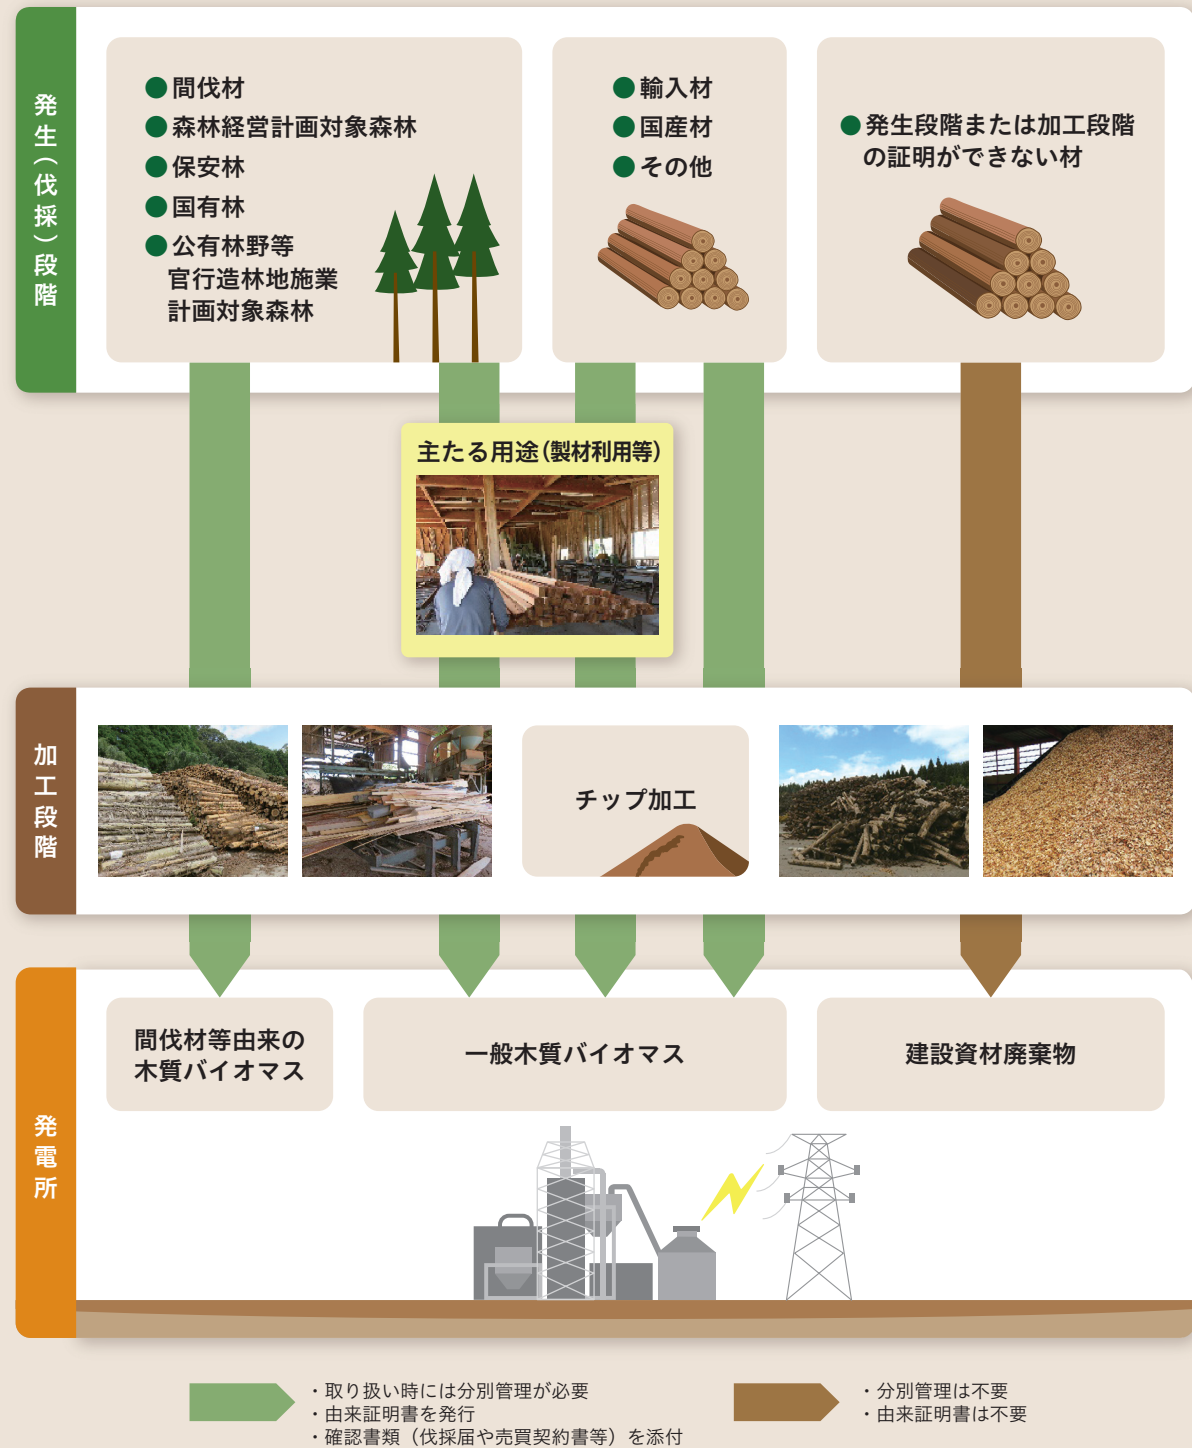 発生（伐採）段階
●間伐材
●森林経営計画対象森林
●保安林
●国有林
●公有林野等
官行造林地施業
計画対象森林
●輸入材
●国産材
●その他
●発生段階または加工段階
の証明ができない材
主たる用途（製材利用等）
加工段階
チップ加工
発電所
間伐材等由来の
木質バイオマス
一般木質バイオマス
建設資材廃棄物
・取り扱い時には分別管理が必要
・由来証明書を発行
・確認書類（伐採届や売買契約書等）を添付
・分別管理は不要
・由来証明書は不要